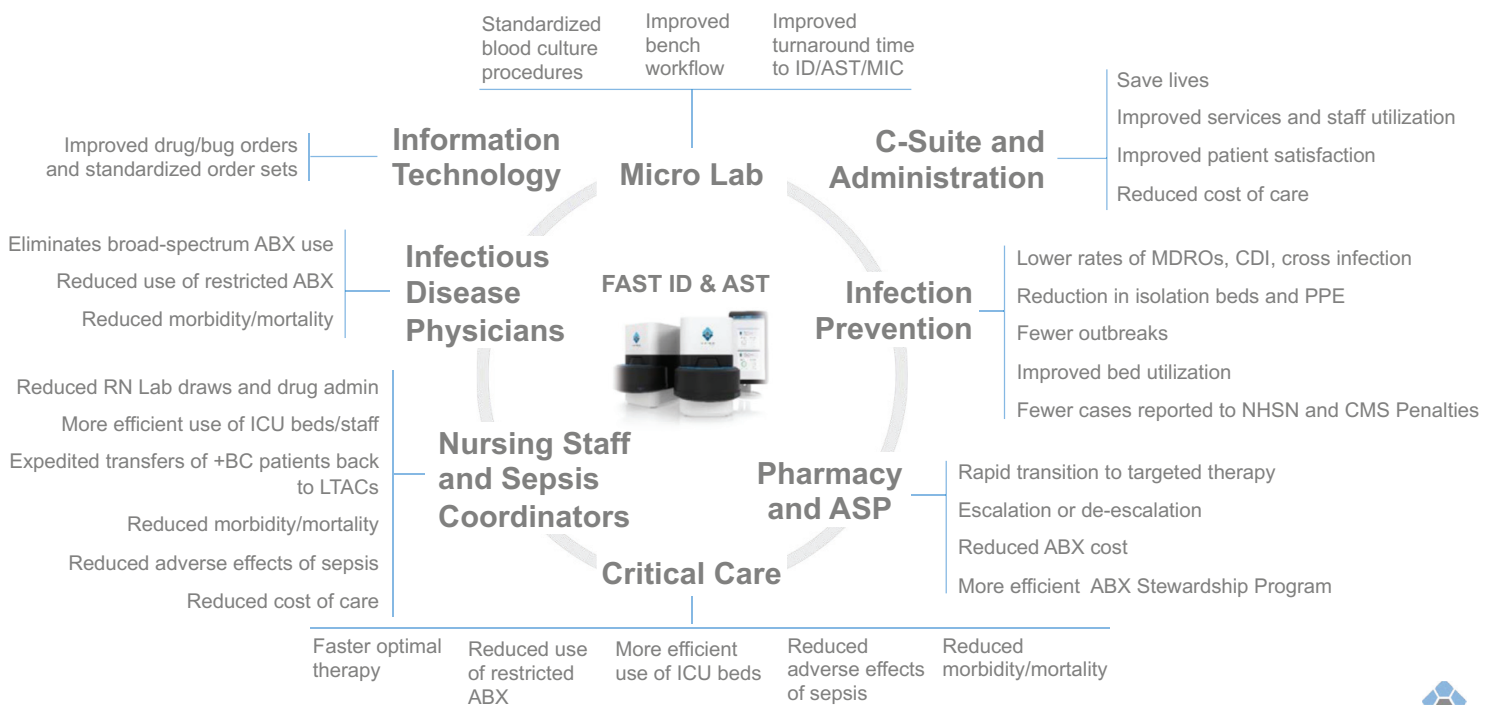 Standardized
blood culture
procedures
Improved
bench
workflow
Improved
turnaround time
to ID/AST/MIC
Micro Lab
Information
Technology
Improved drug/bug orders
and standardized order sets
C-Suite and
Administration
Save lives
Improved services and staff utilization
Improved patient satisfaction
Reduced cost of care
Infectious
Disease
Physicians
Eliminates broad-spectrum ABX use
Reduced use of restricted ABX
Reduced morbidity/mortality
FAST ID & AST
Infection
Prevention
Lower rates of MDROs, CDI, cross infection
Reduction in isolation beds and PPE
Fewer outbreaks
Improved bed utilization
Fewer cases reported to NHSN and CMS Penalties
Nursing Staff
and Sepsis
Coordinators
Reduced RN Lab draws and drug admin
More efficient use of ICU beds/staff
Expedited transfers of +BC patients back
to LTACs
Reduced morbidity/mortality
Reduced adverse effects of sepsis
Reduced cost of care
Pharmacy
and ASP
Rapid transition to targeted therapy
Escalation or de-escalation
Reduced ABX cost
More efficient ABX Stewardship Program
Critical Care
Faster optimal
therapy
Reduced use
of restricted
ABX
More efficient
use of ICU beds
Reduced
adverse effects
of sepsis
Reduced
morbidity/mortality